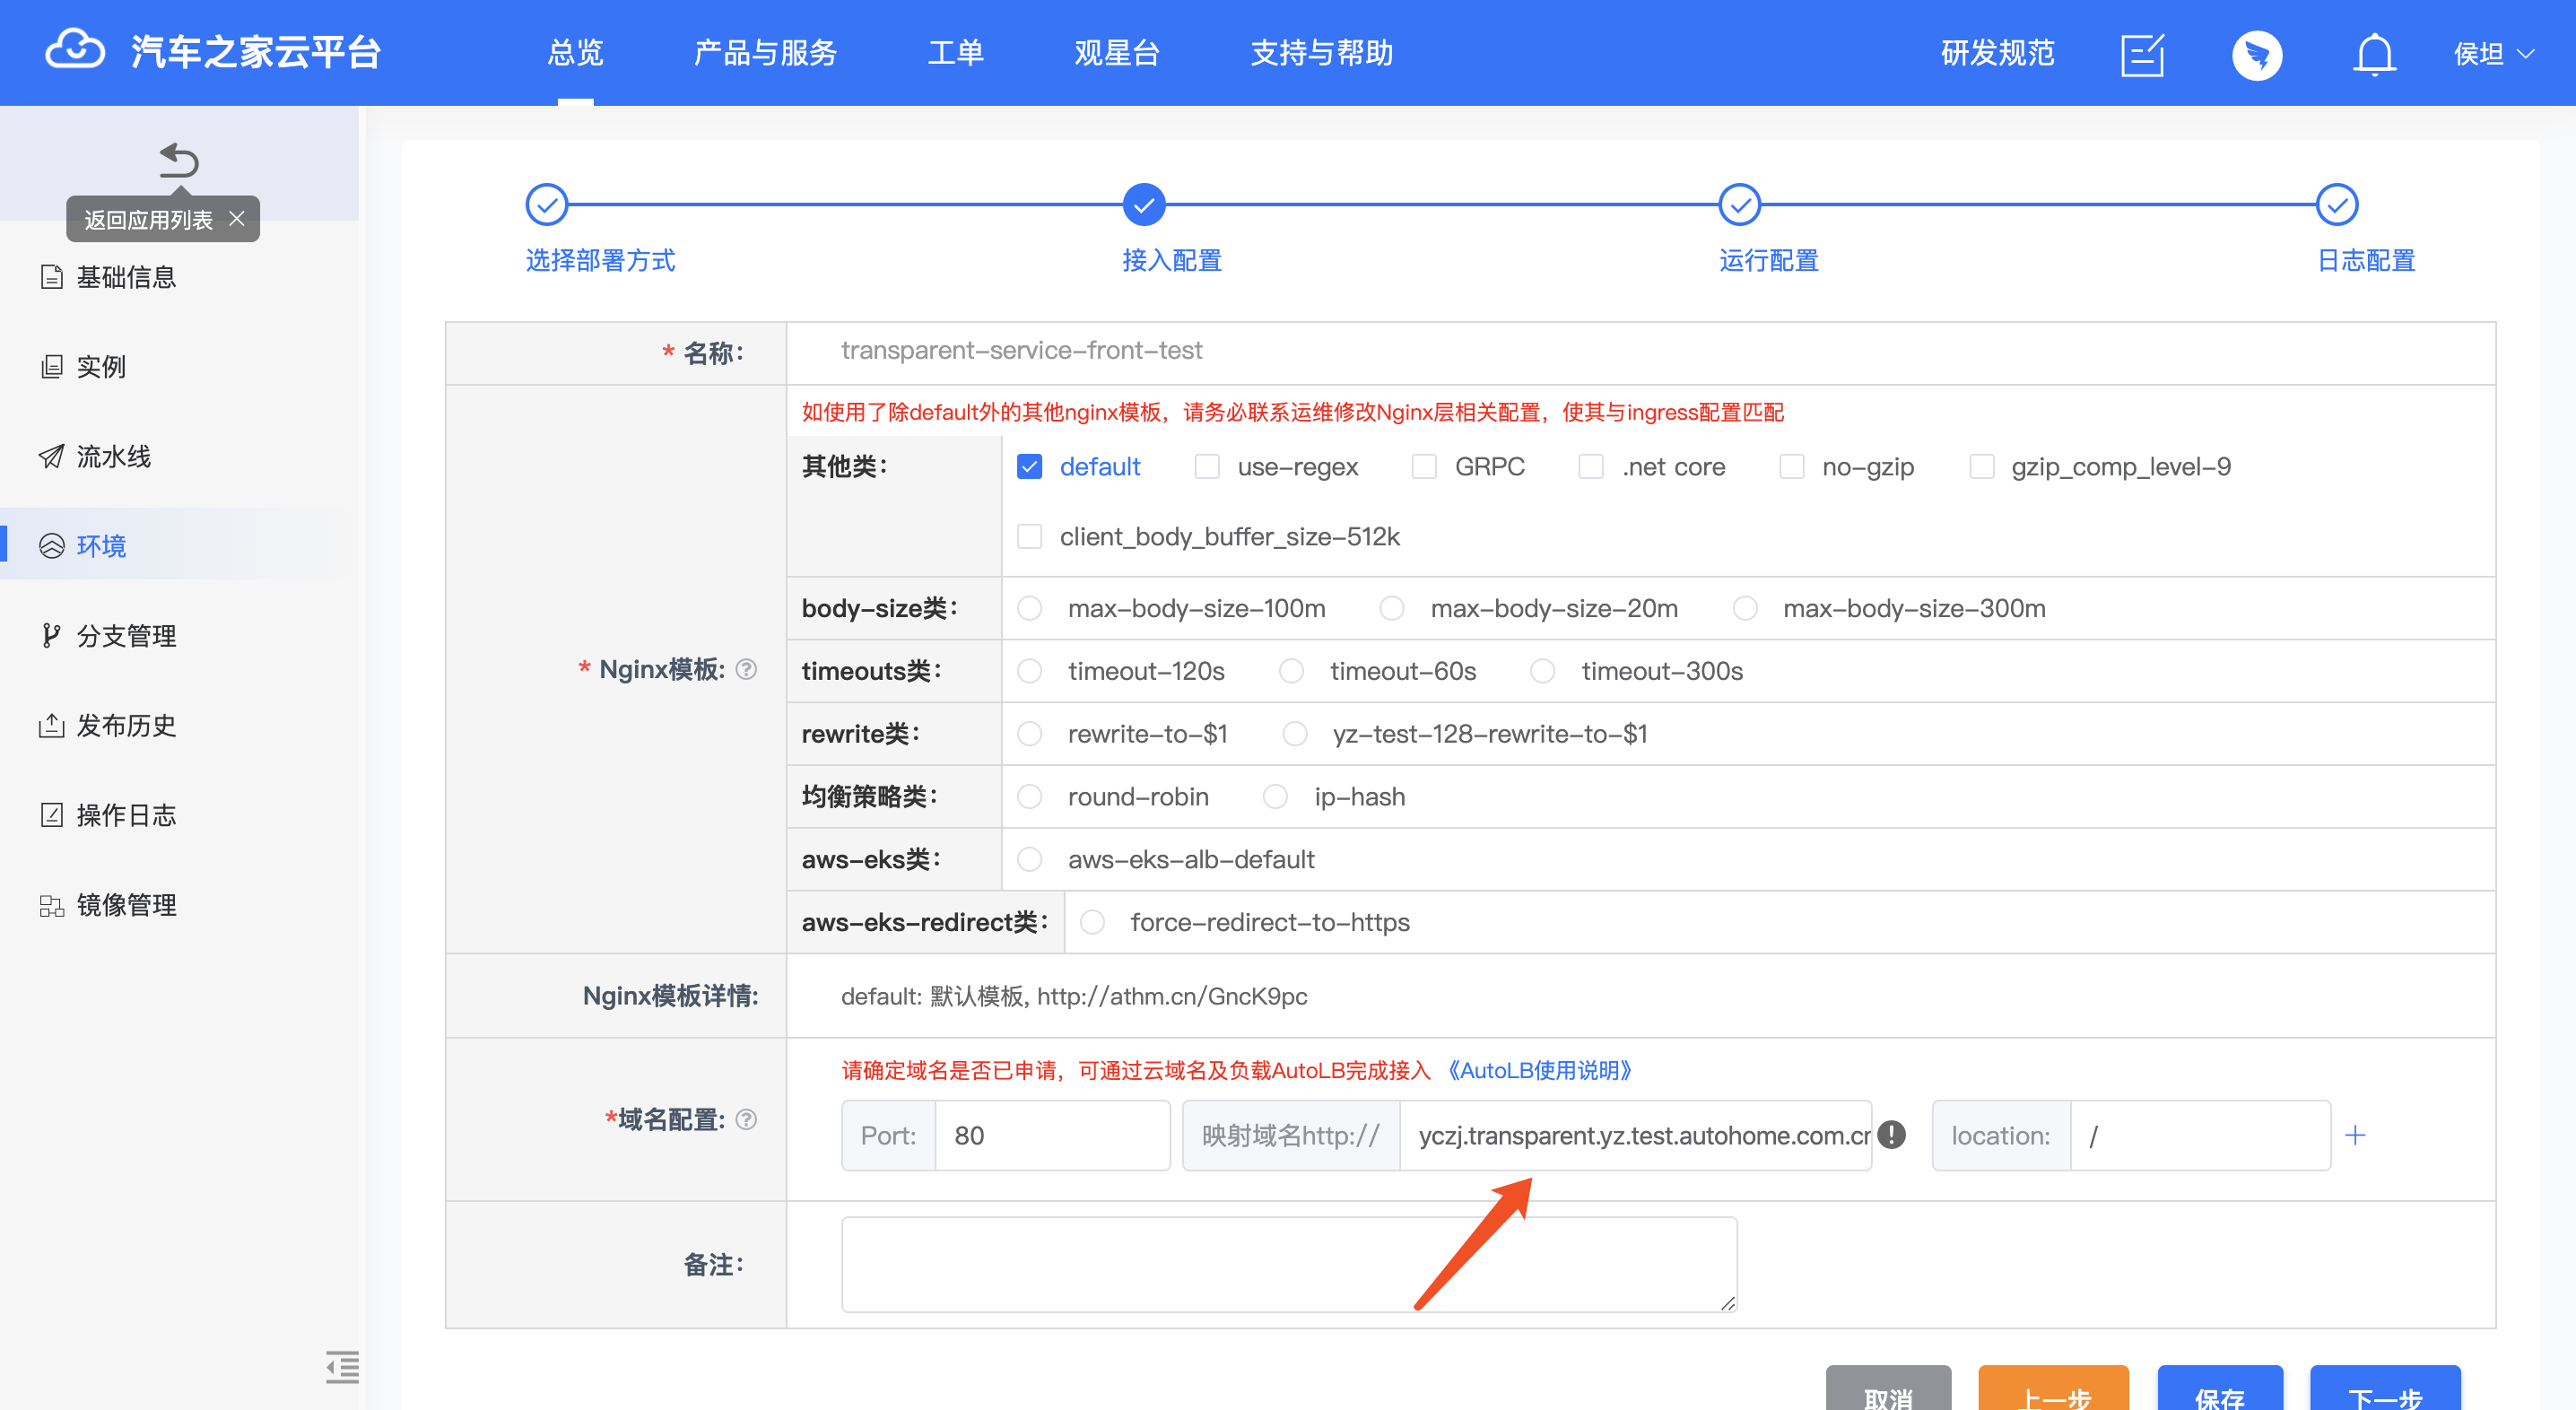 汽车之家云平台
总览
产品与服务
工单
观星台
支持与帮助
研发规范
侯坦
返回应用列表
基础信息
实例
流水线
环境
分支管理
发布历史
操作日志
镜像管理
选择部署方式
接入配置
运行配置
日志配置
* 名称:
transparent-service-front-test
* Nginx模板:
如使用了除default外的其他nginx模板，请务必联系运维修改Nginx层相关配置，使其与ingress配置匹配
其他类：
default
use-regex
GRPC
.net core
no-gzip
gzip_comp_level-9
client_body_buffer_size-512k
body-size类：
max-body-size-100m
max-body-size-20m
max-body-size-300m
timeouts类：
timeout-120s
timeout-60s
timeout-300s
rewrite类：
rewrite-to-$1
yz-test-128-rewrite-to-$1
均衡策略类：
round-robin
ip-hash
aws-eks类：
aws-eks-alb-default
aws-eks-redirect类：
force-redirect-to-https
Nginx模板详情:
default: 默认模板, http://athm.cn/GncK9pc
*域名配置:
请确定域名是否已申请，可通过云域名及负载AutoLB完成接入 《AutoLB使用说明》
Port:
80
映射域名http://
yczj.transparent.yz.test.autohome.com.cn
location:
/
备注:
取消
上一步
保存
下一步